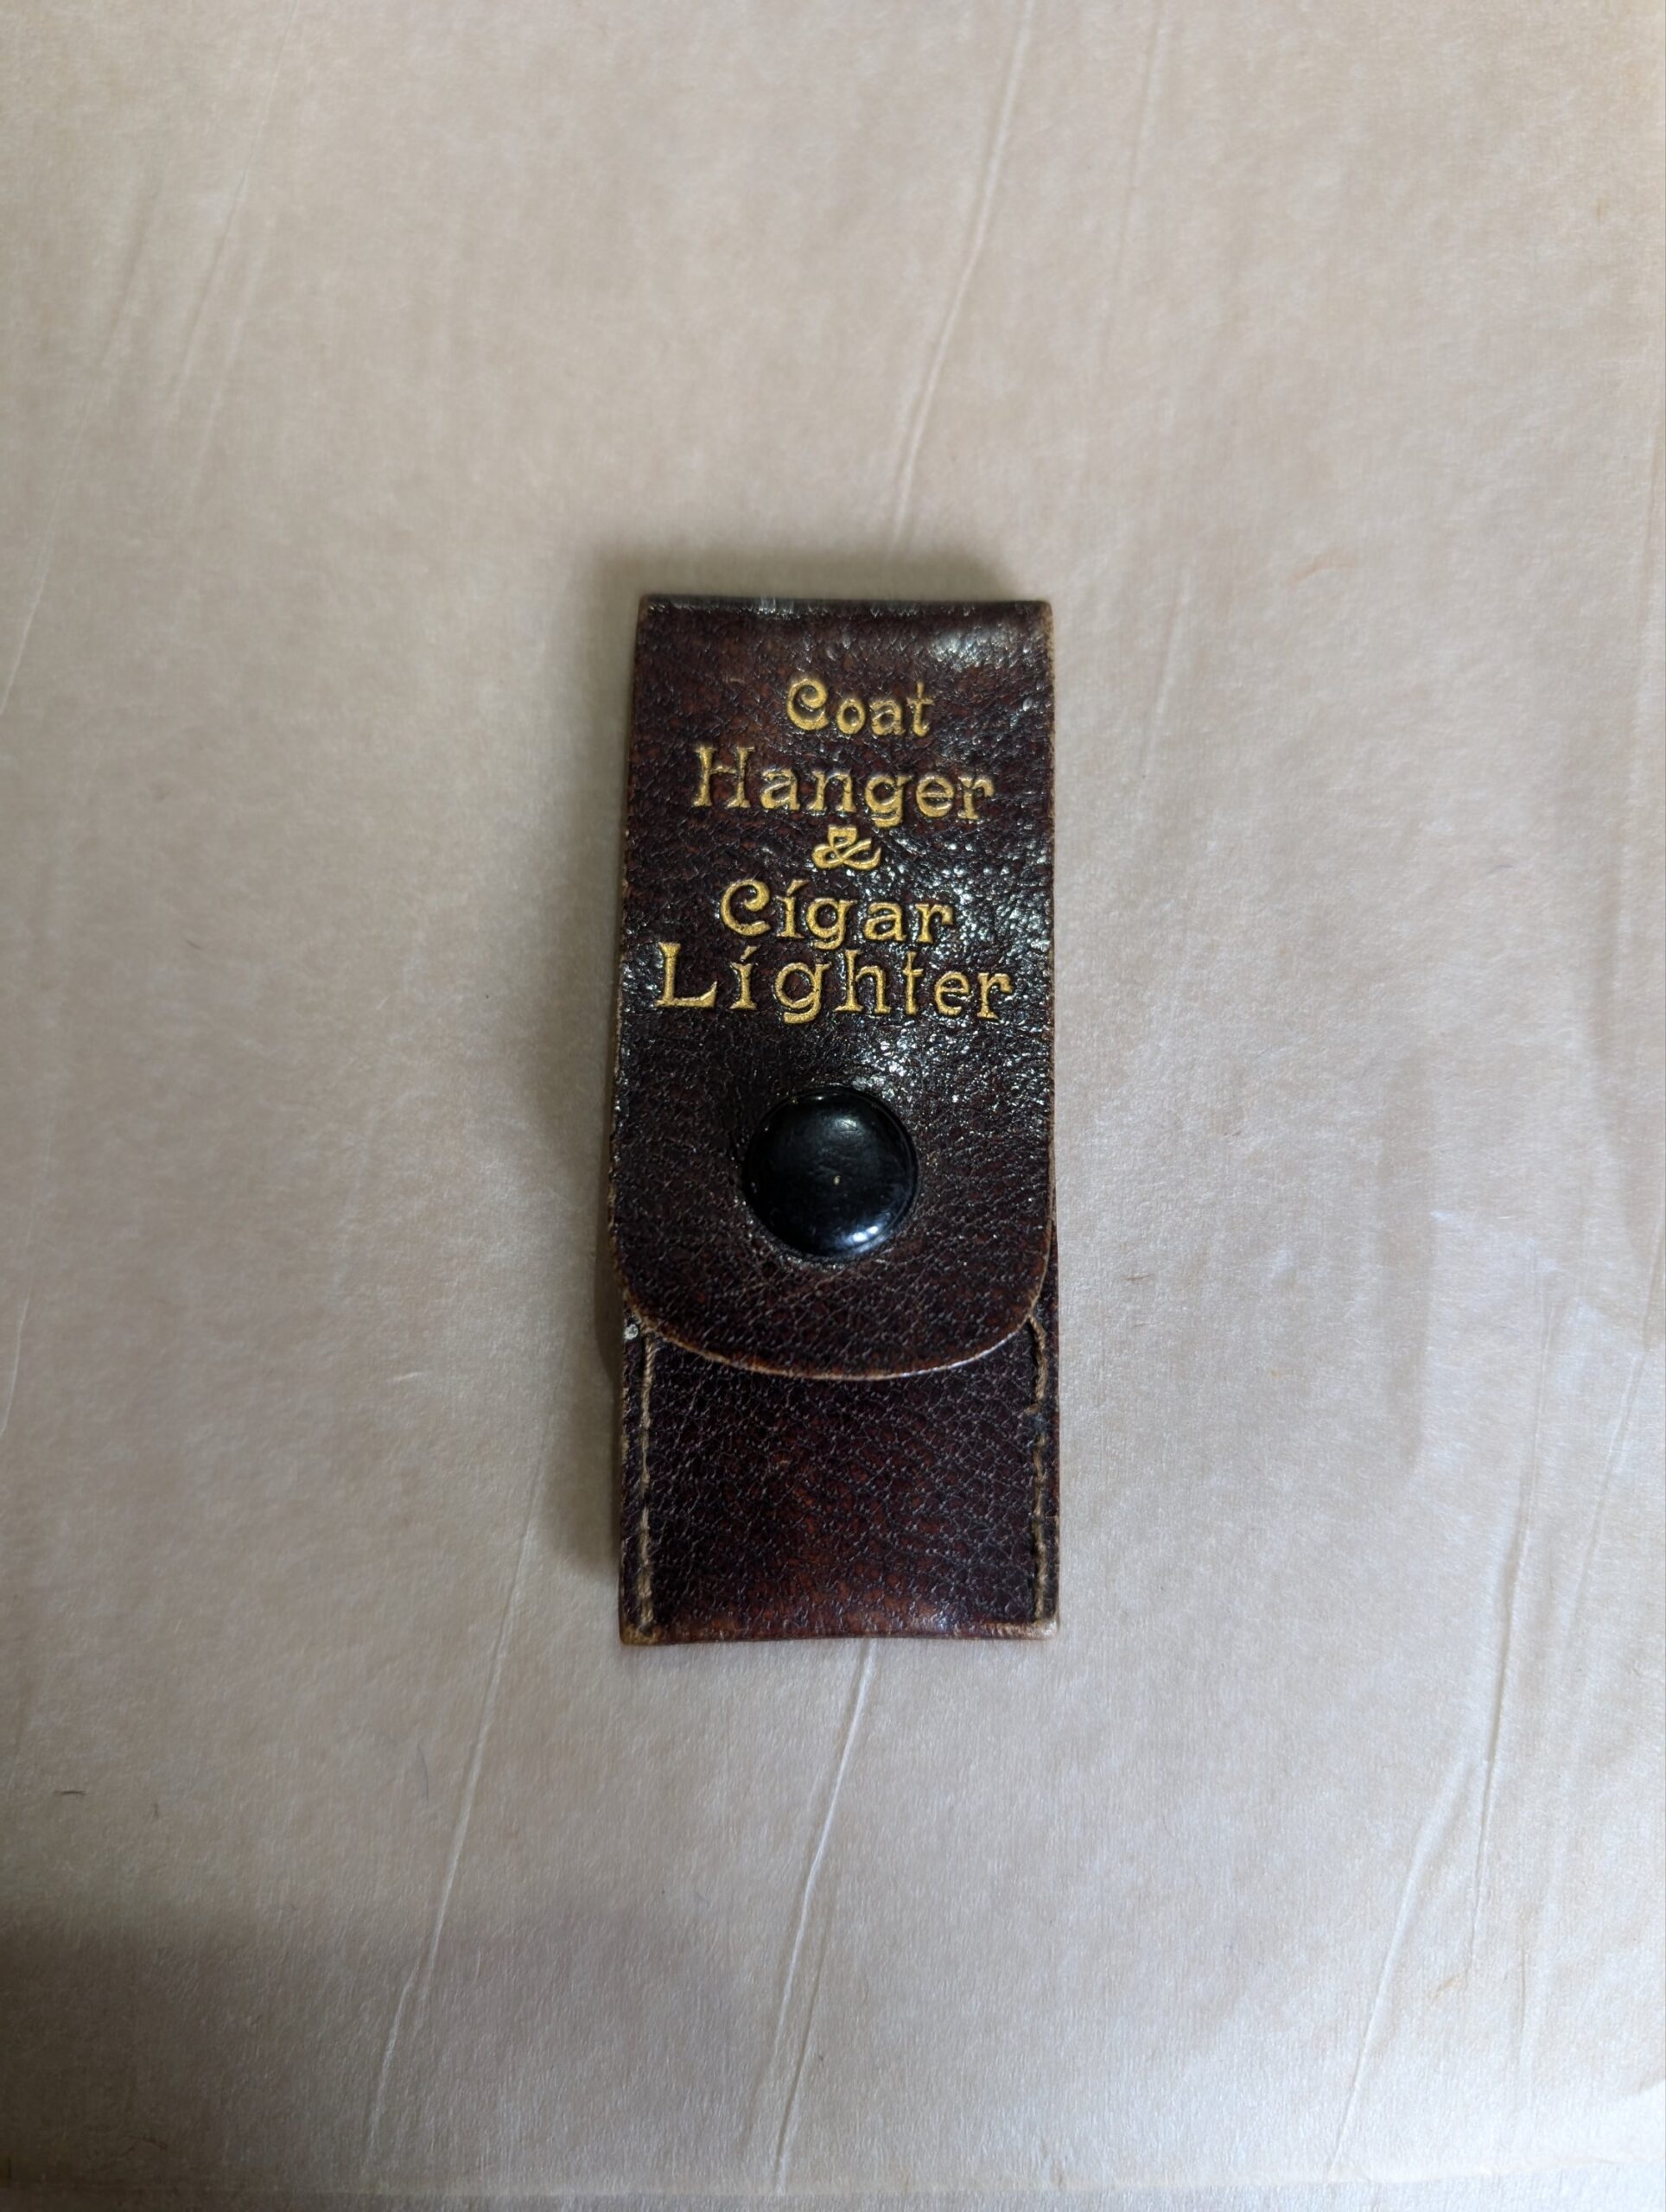 Coat
Hanger
&
Cigar
Lighter